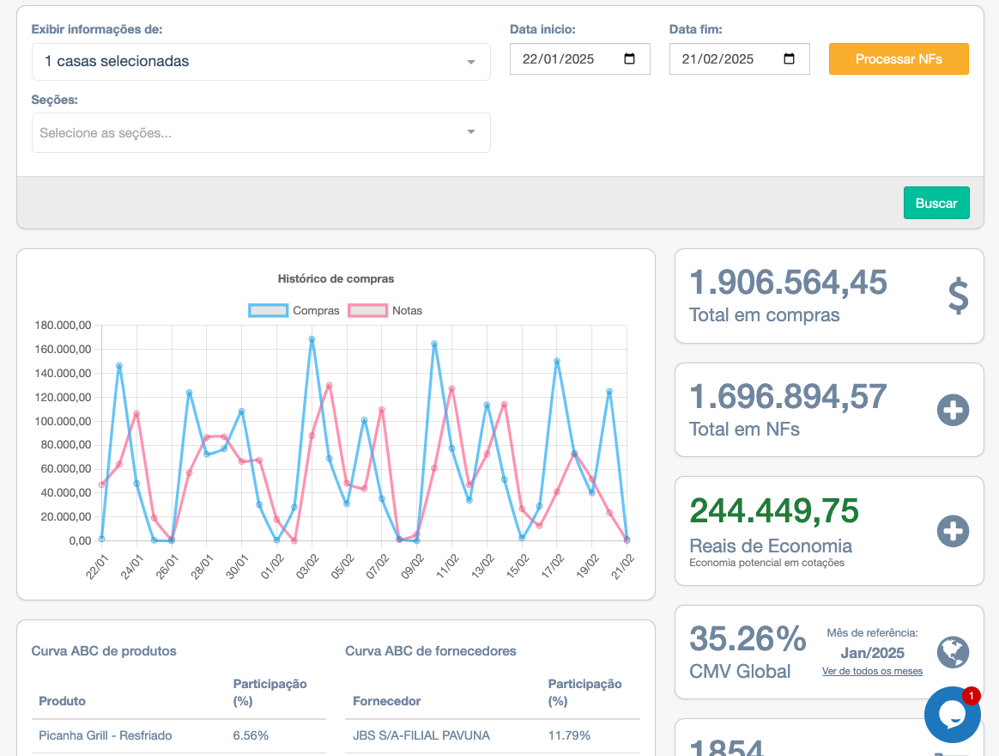 Exibir informações de:
1 casas selecionadas
Data inicio:
22/01/2025
Data fim:
21/02/2025
Processar NFs
Seções:
Selecione as seções...
Buscar
Histórico de compras
Compras Notas
180.000,00
160.000,00
140.000,00
120.000,00
100.000,00
80.000,00
60.000,00
40.000,00
20.000,00
0,00
22/01 24/01 26/01 28/01 30/01 01/02 03/02 05/02 07/02 09/02 11/02 13/02 15/02 17/02 19/02 21/02
1.906.564,45
Total em compras
$
1.696.894,57
Total em NFs
244.449,75
Reais de Economia
Economia potencial em cotações
35.26%
CMV Global
Mês de referência:
Jan/2025
Ver de todos os meses
1
1854
Curva ABC de produtos
Produto Participação
(%)
Picanha Grill - Resfriado 6.56%
Curva ABC de fornecedores
Fornecedor Participação
(%)
JBS S/A-FILIAL PAVUNA 11.79%